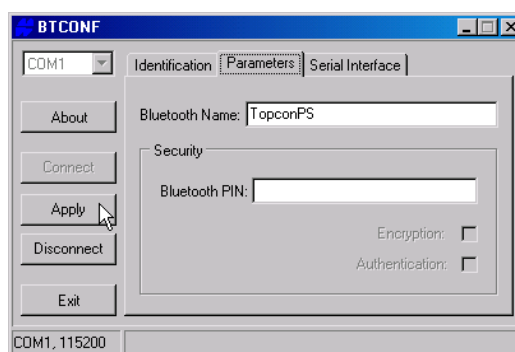 BTCONF
COM1
Identification Parameters Serial Interface
About
Bluetooth Name: TopconPS
Security
Connect
Bluetooth PIN:
Apply
Encryption:
Disconnect
Authentication:
Exit
COM1, 115200